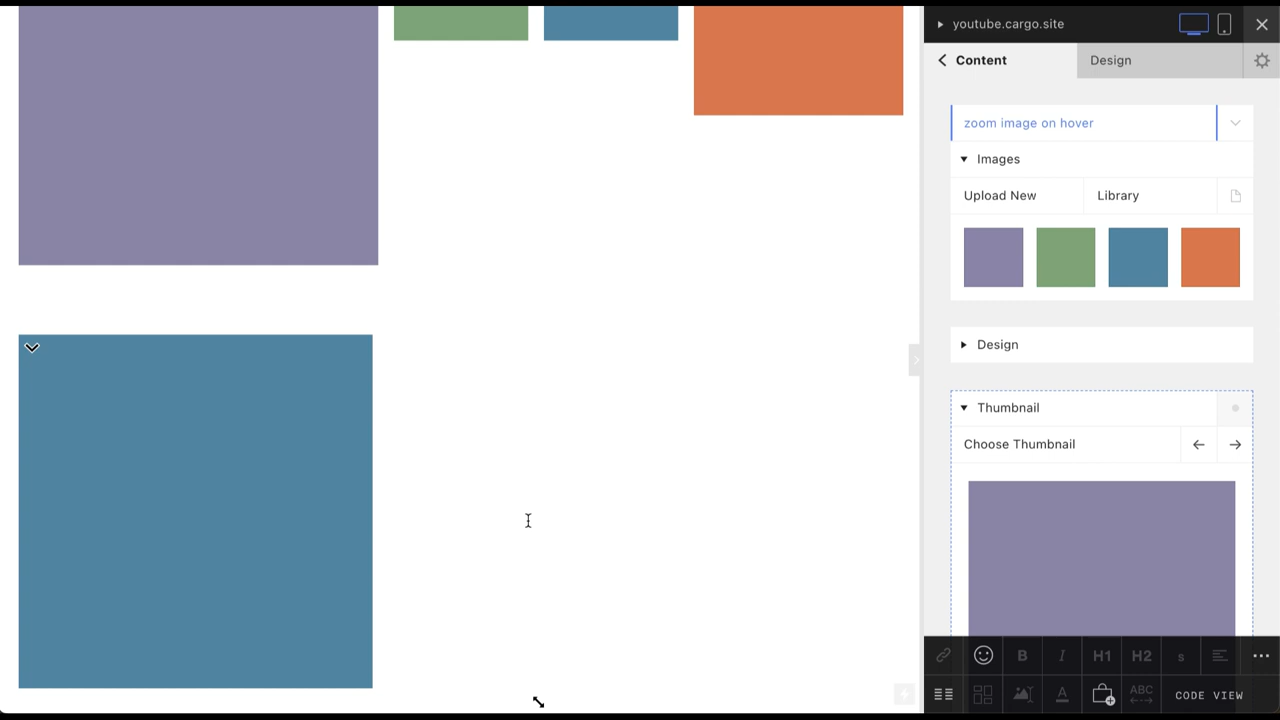 youtube.cargo.site
Content
Design
zoom image on hover
Images
Upload New
Library
Design
Thumbnail
Choose Thumbnail
B
I
H1
H2
s
A
ABC
CODE VIEW